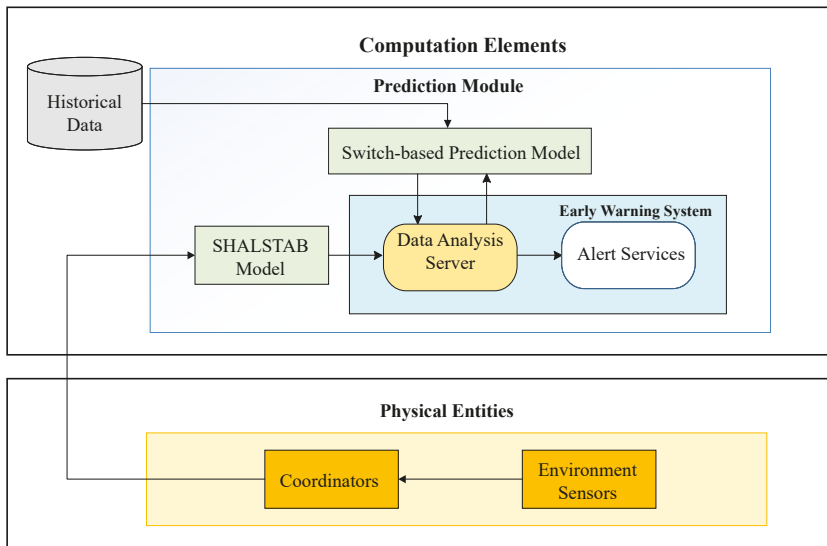 Computation Elements
Prediction Module
Historical
Data
Switch-based Prediction Model
Early Warning System
SHALSTAB
Model
Data Analysis
Server
Alert Services
Physical Entities
Coordinators
Environment
Sensors